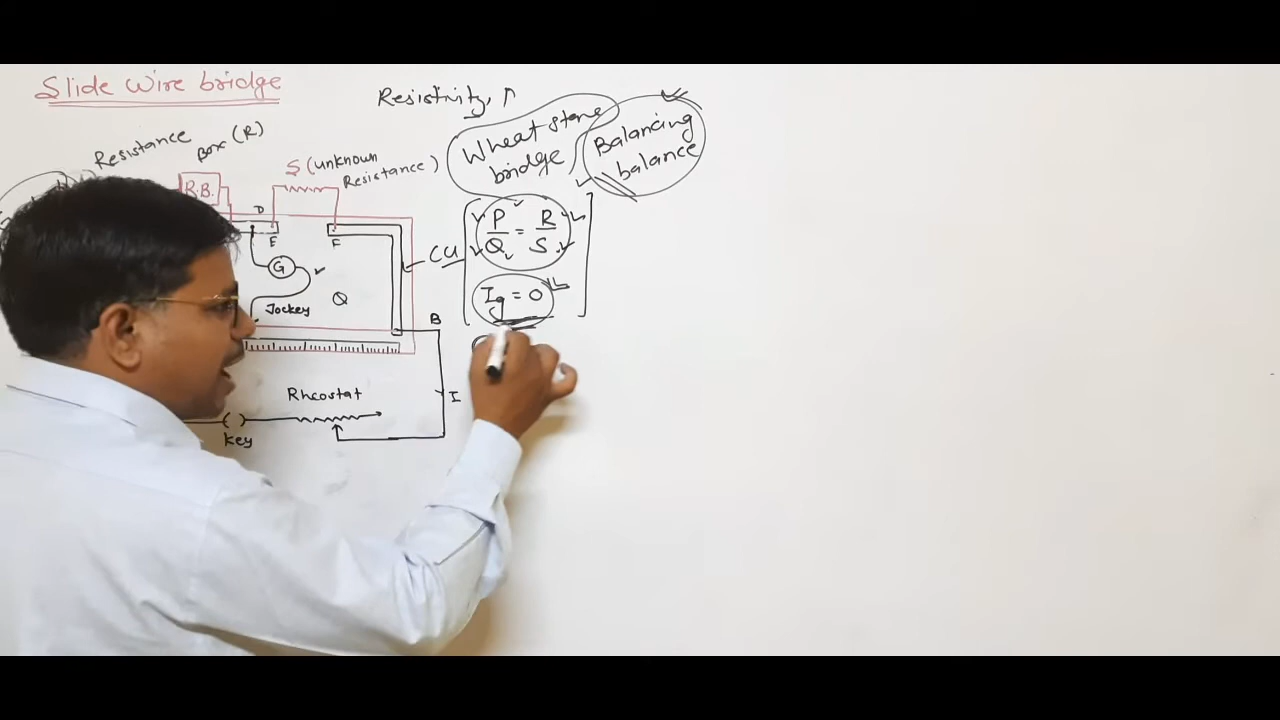 Slide Wire bridge
Resistivity, ↑
Resistance
Box (R)
R.B.
S (unknown
Resistance)
Wheat stone
bridge
Balancing
balance
D
E
F
G
Jockey
Q
CU
P/Q = R/S
Ig = 0
B
I
Rheostat
( )
key